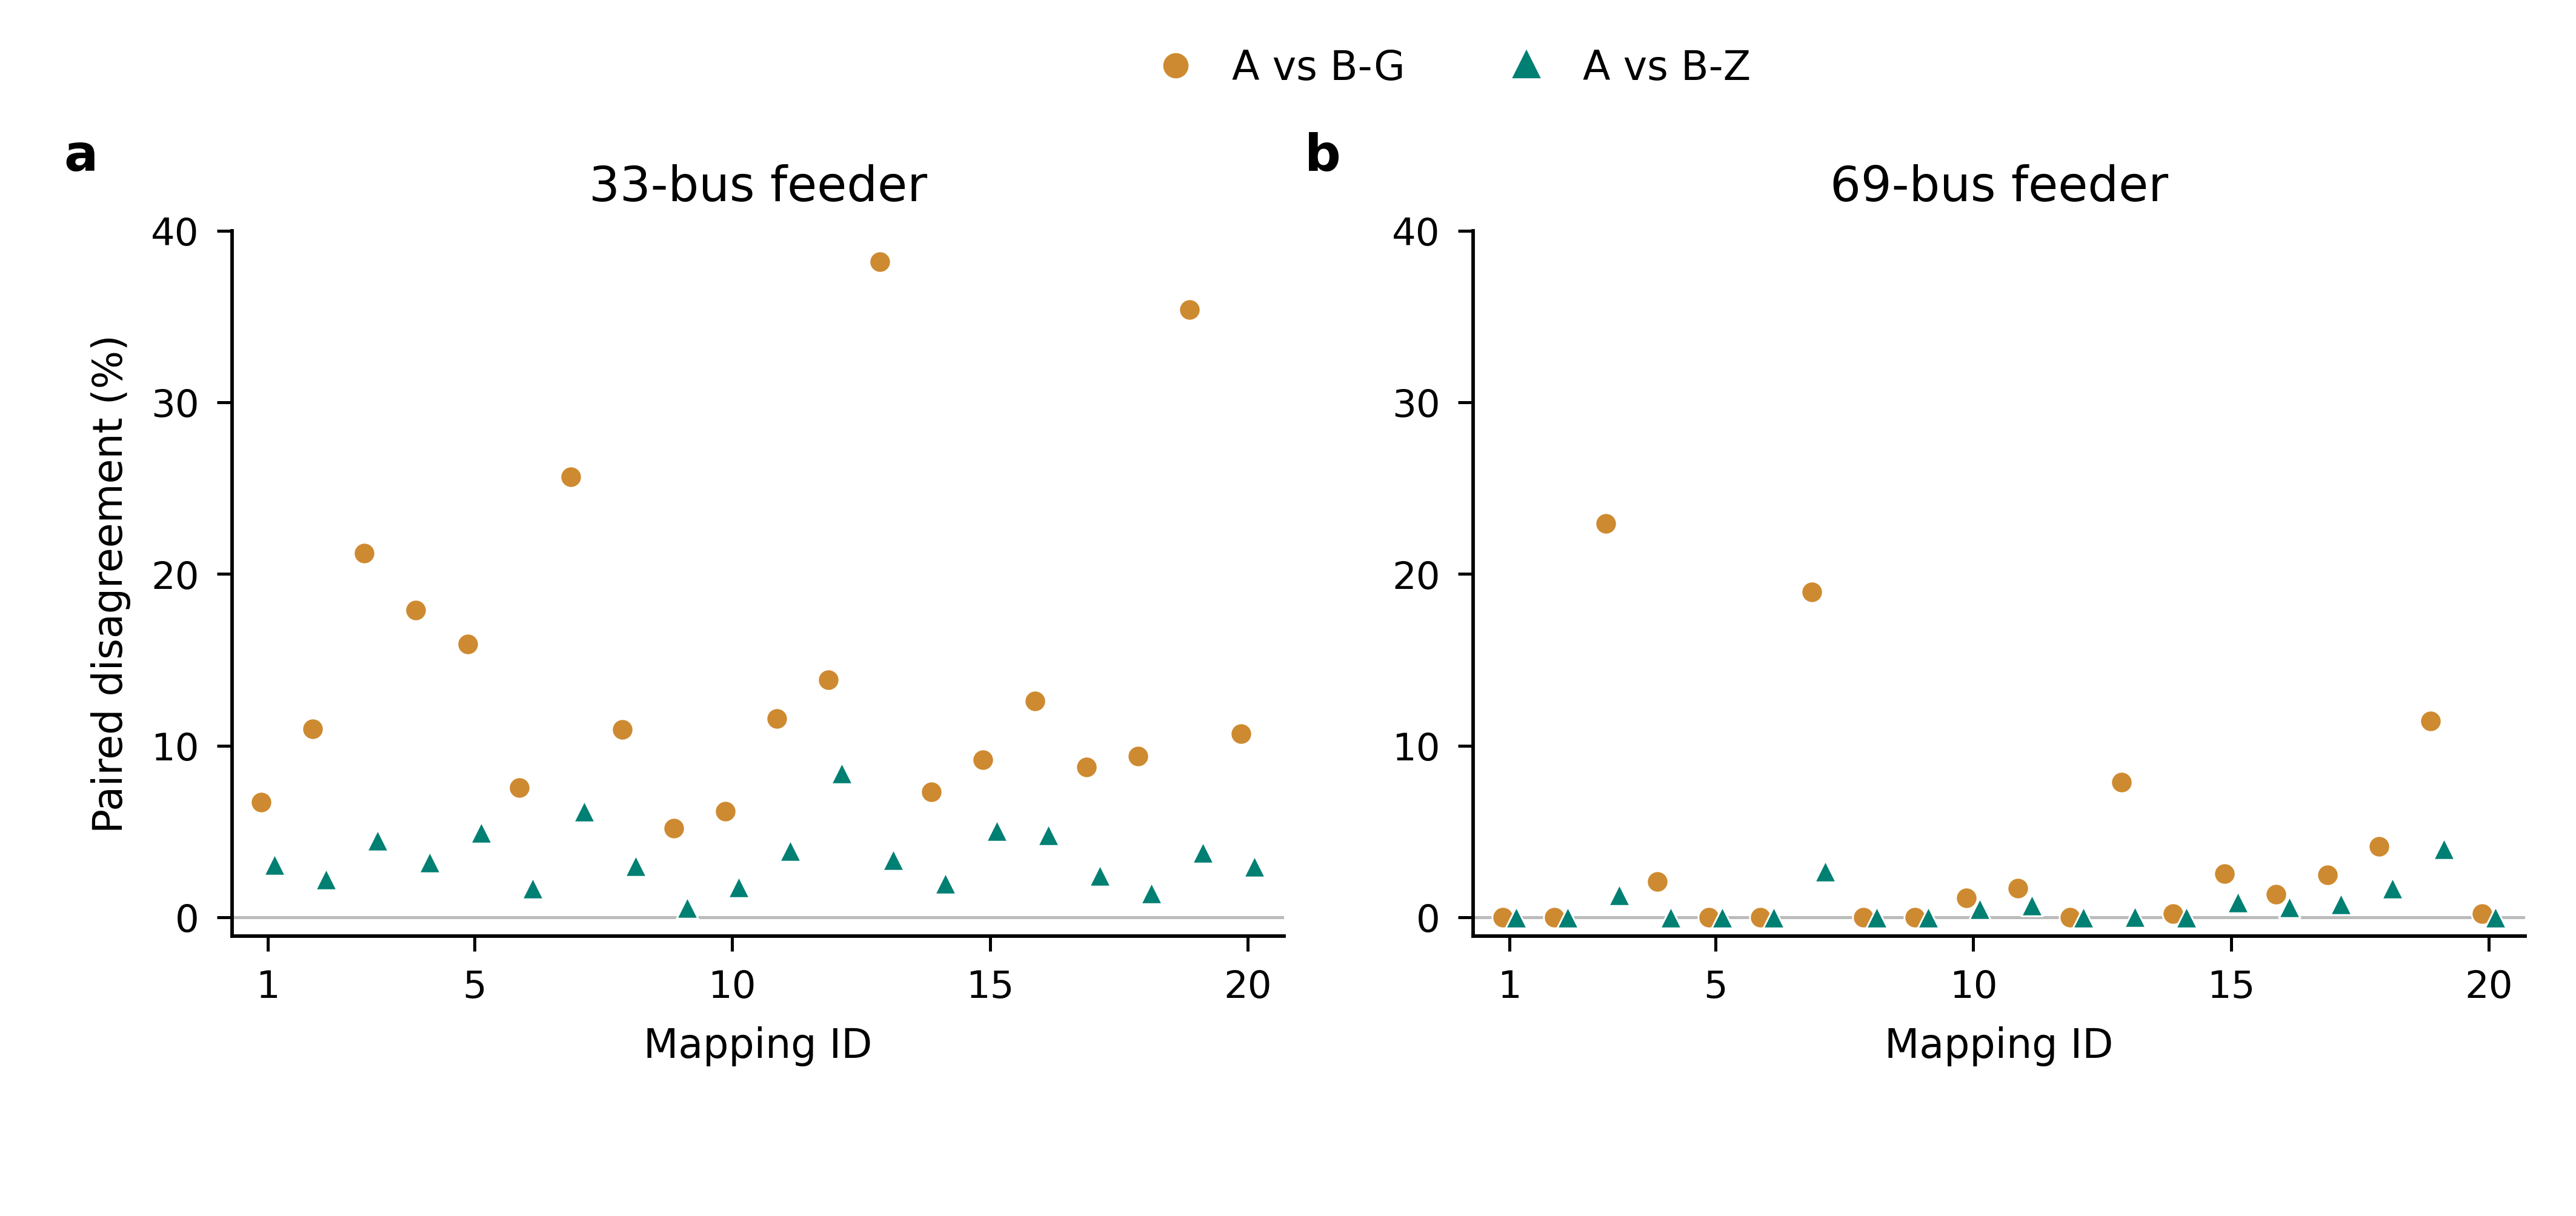 A vs B-G
A vs B-Z
a
33-bus feeder
Paired disagreement (%)
40
30
20
10
0
1 5 10 15 20
Mapping ID
b
69-bus feeder
40
30
20
10
0
1 5 10 15 20
Mapping ID